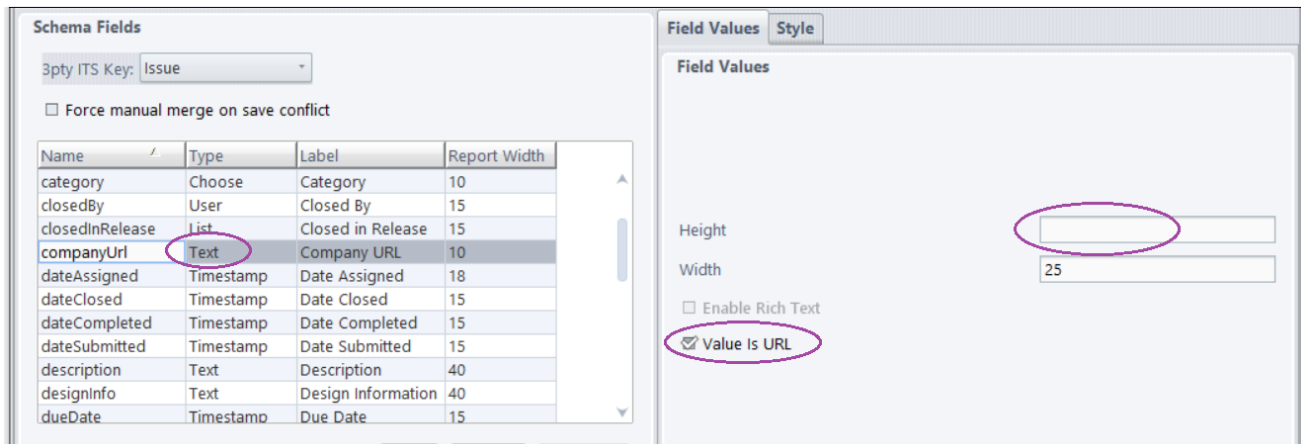 Schema Fields
3pty ITS Key: Issue
Force manual merge on save conflict
Name Type Label Report Width
category Choose Category 10
closedBy User Closed By 15
closedInRelease List Closed in Release 15
companyUrl Text Company URL 10
dateAssigned Timestamp Date Assigned 18
dateClosed Timestamp Date Closed 15
dateCompleted Timestamp Date Completed 15
dateSubmitted Timestamp Date Submitted 15
description Text Description 40
designInfo Text Design Information 40
dueDate Timestamp Due Date 15
Field Values Style
Field Values
Height
Width 25
Enable Rich Text
Value Is URL